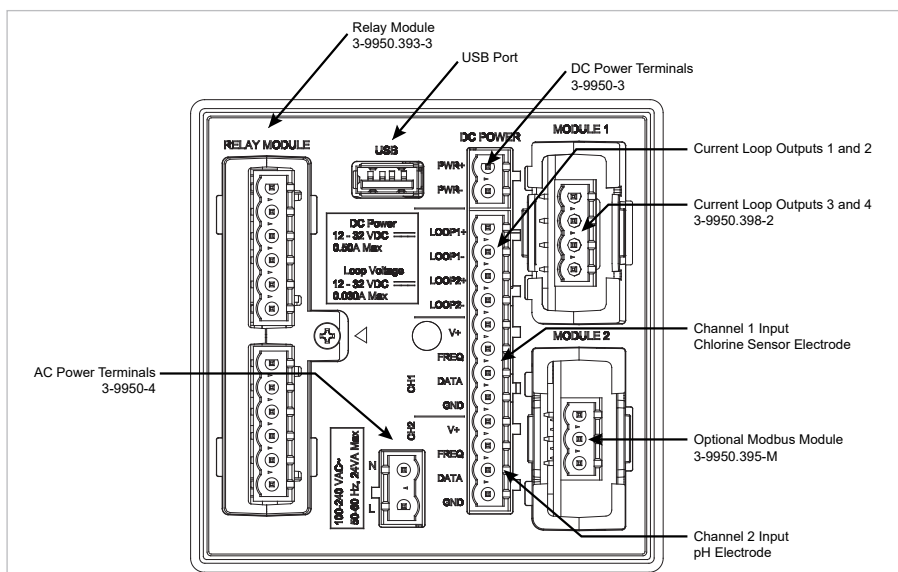 Relay Module
3-9950.393-3
USB Port
DC Power Terminals
3-9950-3
RELAY MODULE
USB
DC POWER
MODULE 1
PWR+
PWR-
Current Loop Outputs 1 and 2
Current Loop Outputs 3 and 4
3-9950.398-2
DC Power
12 - 32 VDC
0.50A Max
Loop Voltage
12 - 32 VDC
0.030A Max
LOOP1+
LOOP1-
LOOP2+
LOOP2-
V+
FREQ
DATA
GND
CH1
Channel 1 Input
Chlorine Sensor Electrode
MODULE 2
AC Power Terminals
3-9950-4
CH2
V+
FREQ
DATA
GND
N
L
100-240 VAC~
50-60 Hz, 24VA Max
Optional Modbus Module
3-9950.395-M
Channel 2 Input
pH Electrode